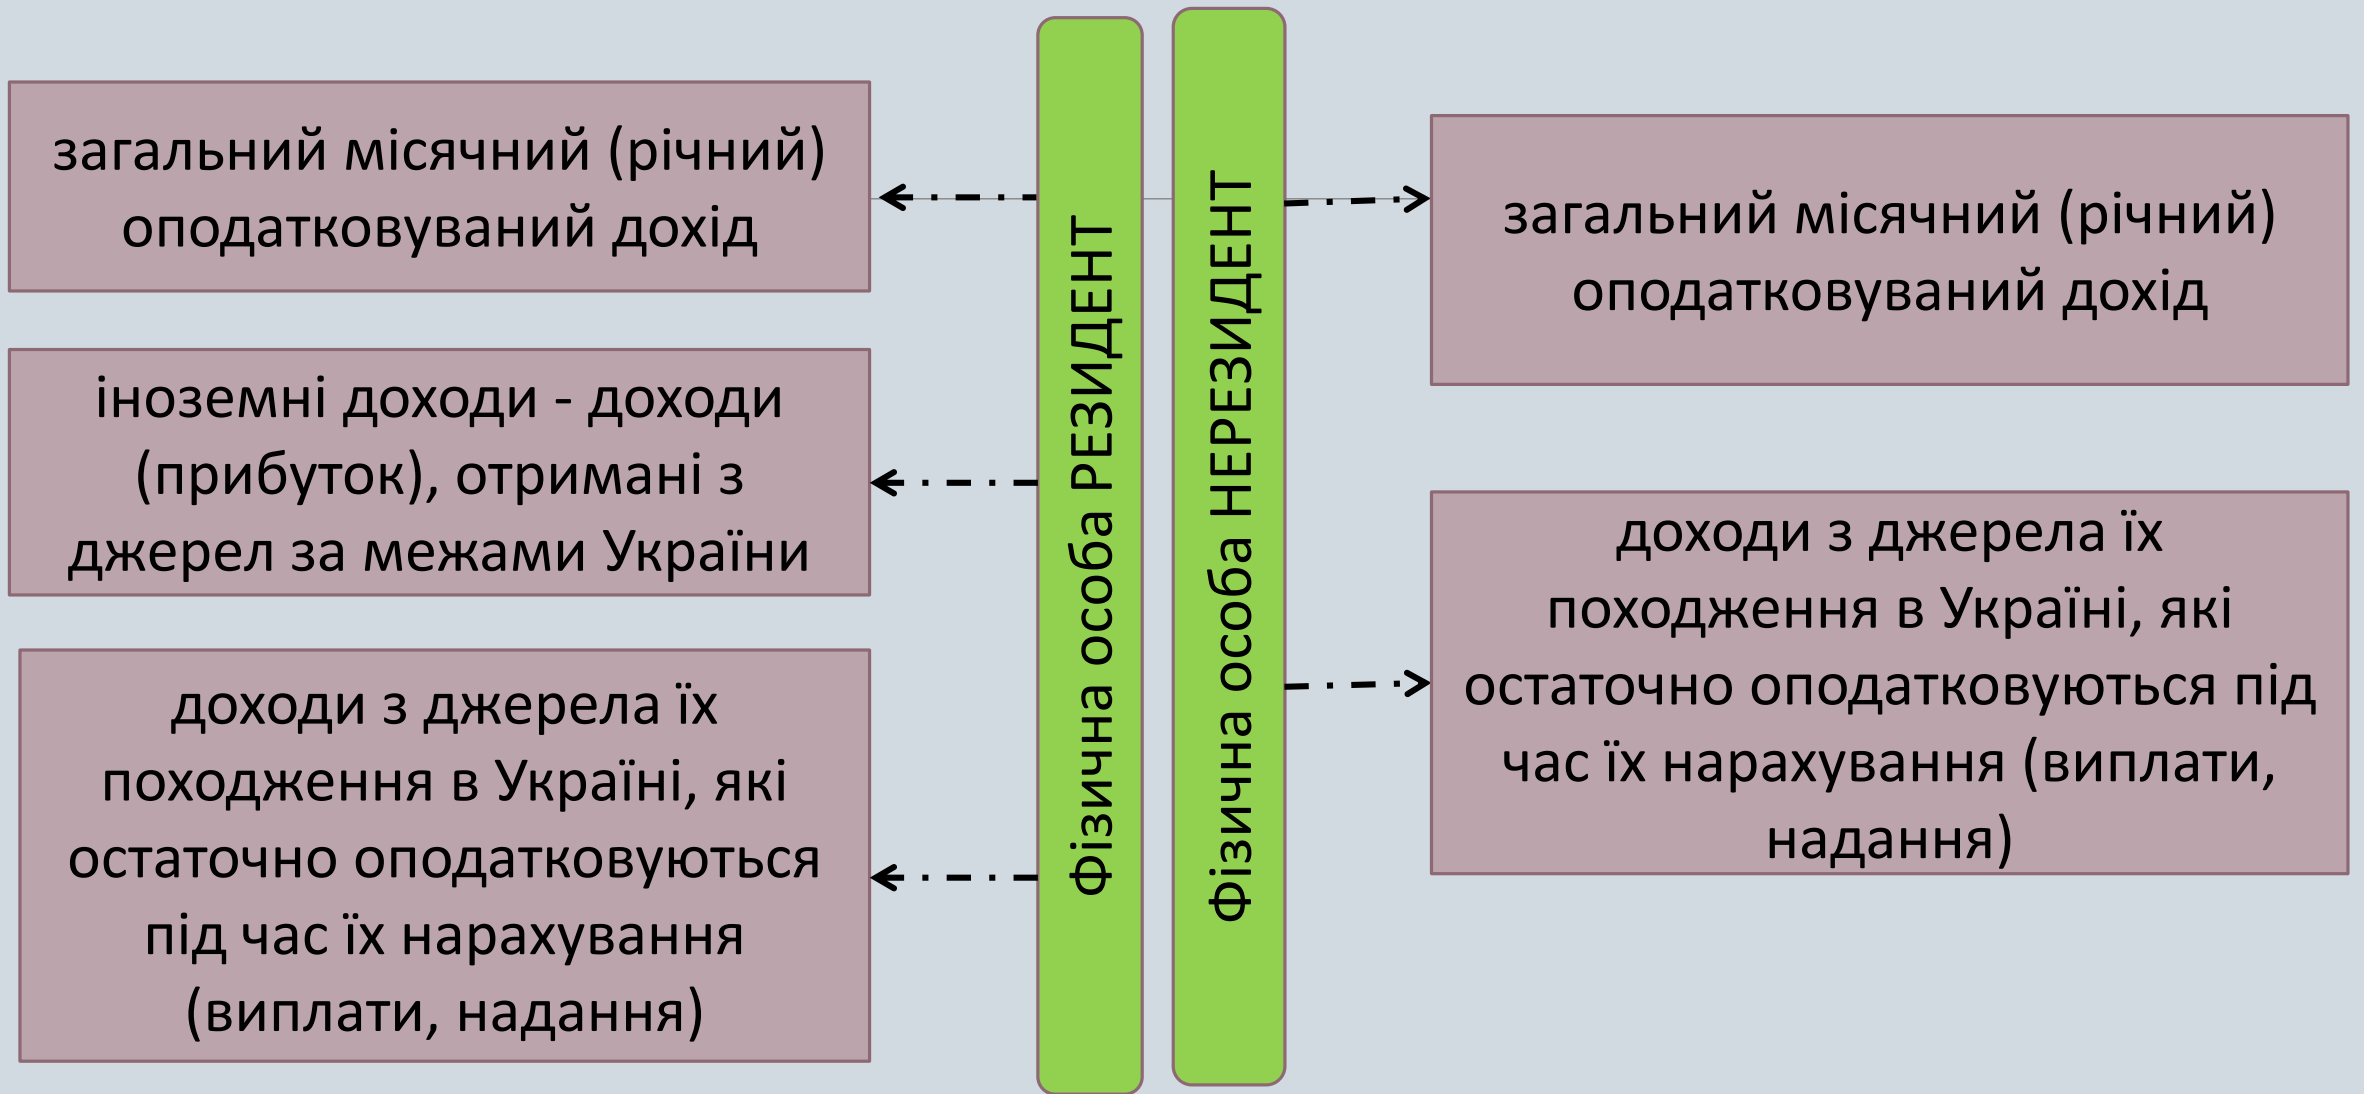 загальний місячний (річний)
оподатковуваний дохід
іноземні доходи - доходи
(прибуток), отримані з
джерел за межами України
доходи з джерела їх
походження в Україні, які
остаточно оподатковуються
під час їх нарахування
(виплати, надання)
Фізична особа РЕЗИДЕНТ
Фізична особа НЕРЕЗИДЕНТ
загальний місячний (річний)
оподатковуваний дохід
доходи з джерела їх
походження в Україні, які
остаточно оподатковуються під
час їх нарахування (виплати,
надання)